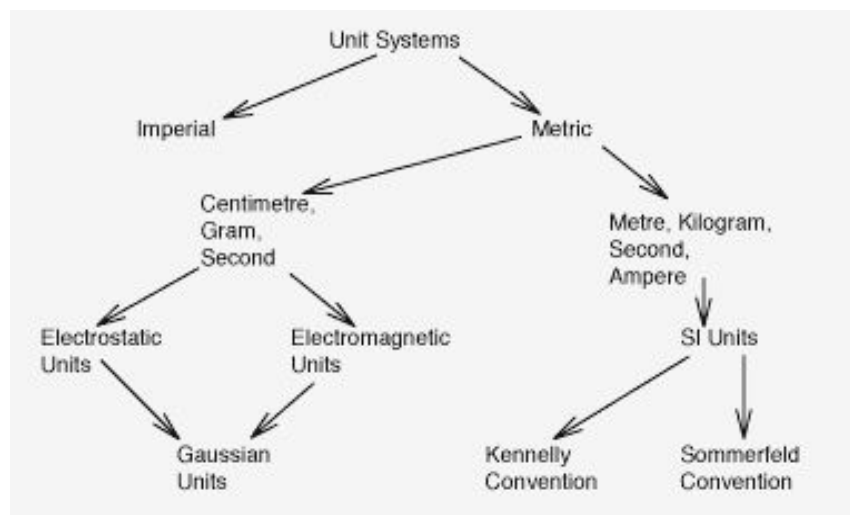 Unit Systems
Imperial
Metric
Centimetre,
Gram,
Second
Metre, Kilogram,
Second,
Ampere
Electrostatic
Units
Electromagnetic
Units
SI Units
Gaussian
Units
Kennelly
Convention
Sommerfeld
Convention